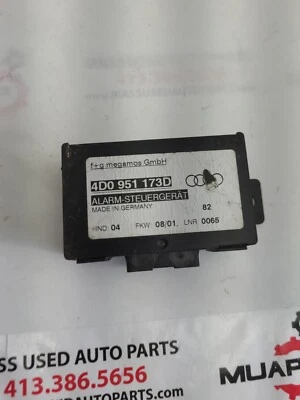 f+g megamos GmbH
4D0 951 173D
ALARM-STEUERGERÄT
MADE IN GERMANY
82
IND 04 FKW 08/01 LNR 0065
SS USED AUTO PARTS
413.386.5656
MUAR